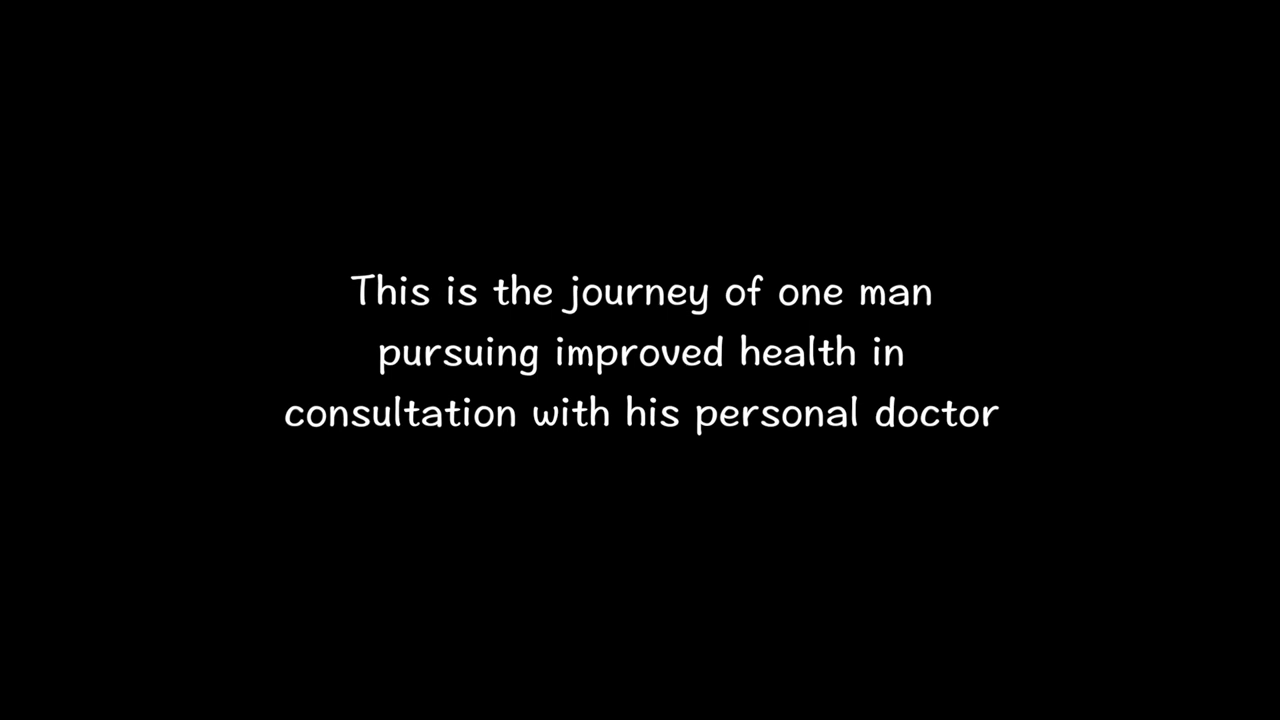 This is the journey of one man
pursuing improved health in
consultation with his personal doctor